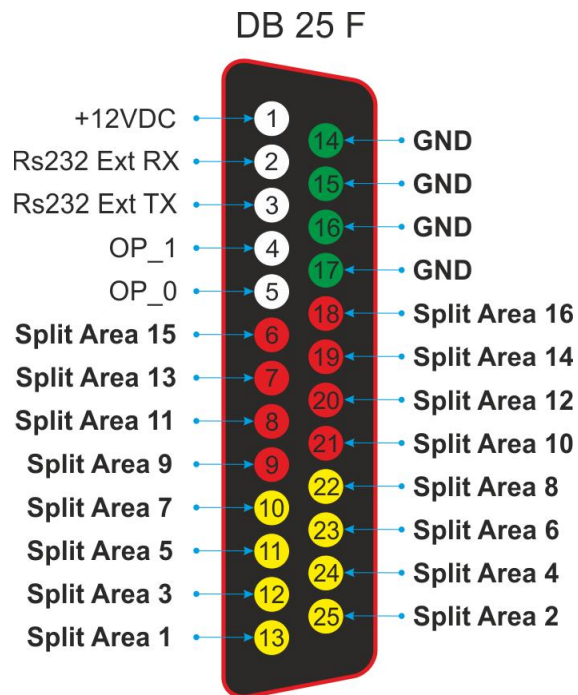 DB 25 F
+12VDC
1
14
GND
Rs232 Ext RX
2
15
GND
Rs232 Ext TX
3
16
GND
OP_1
4
17
GND
OP_0
5
18
Split Area 16
Split Area 15
6
19
Split Area 14
Split Area 13
7
20
Split Area 12
Split Area 11
8
21
Split Area 10
Split Area 9
9
22
Split Area 8
Split Area 7
10
23
Split Area 6
Split Area 5
11
24
Split Area 4
Split Area 3
12
25
Split Area 2
Split Area 1
13